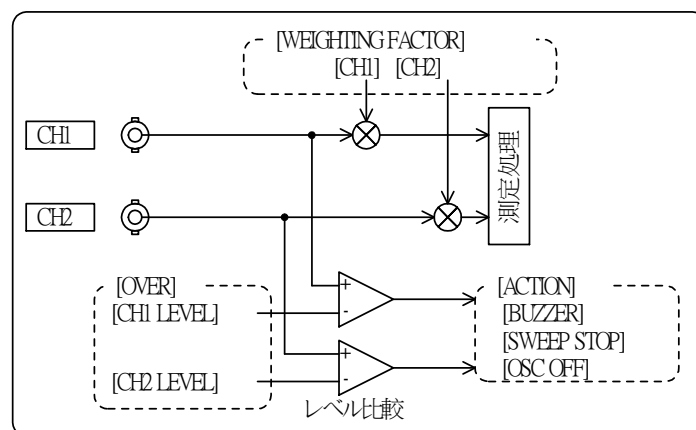 [WEIGHTING FACTOR]
[CH1] [CH2]
CH1
CH2
測定処理
[OVER]
[CH1 LEVEL]
[CH2 LEVEL]
+
-
+
-
レベル比較
[ACTION]
[BUZZER]
[SWEEP STOP]
[OSC OFF]